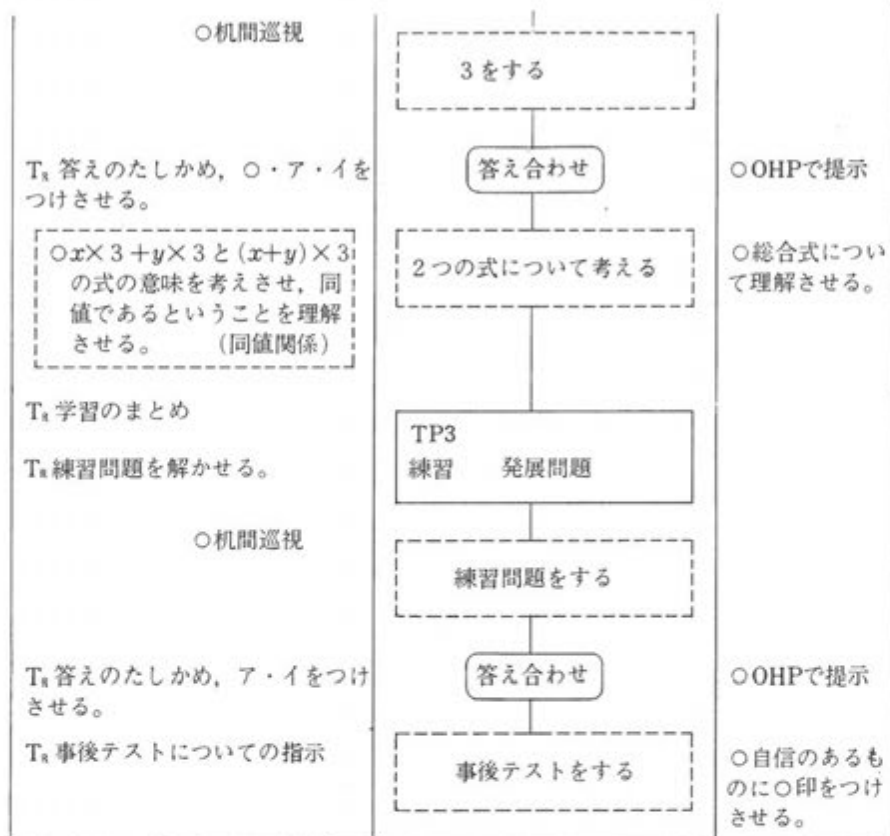 ○机間巡視
3をする
T_R 答えのたしかめ，○・ア・イを
つけさせる。
答え合わせ
○OHPで提示
○x×3+y×3と(x+y)×3
の式の意味を考えさせ，同
値であるということを理解
させる。 (同値関係)
2つの式について考える
○総合式につい
て理解させる。
T_R 学習のまとめ
T_R 練習問題を解かせる。
TP3
練習 発展問題
○机間巡視
練習問題をする
T_R 答えのたしかめ，ア・イをつけ
させる。
答え合わせ
○OHPで提示
T_R 事後テストについての指示
事後テストをする
○自信のあるも
のに○印をつけ
させる。